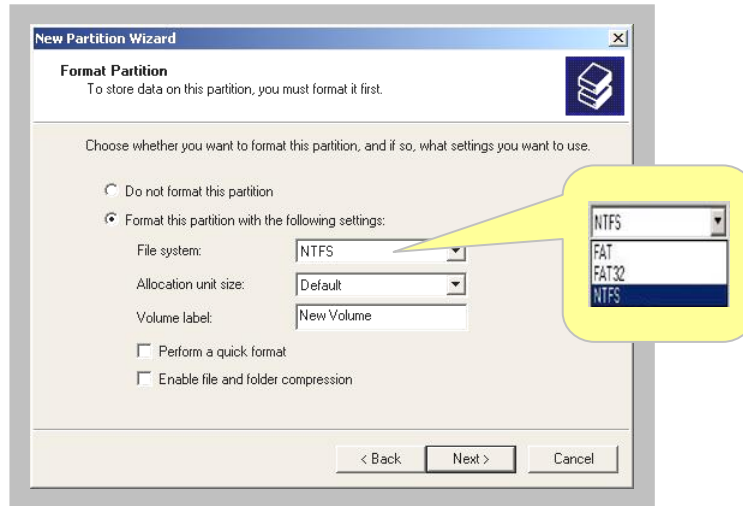 New Partition Wizard
Format Partition
To store data on this partition, you must format it first.
Choose whether you want to format this partition, and if so, what settings you want to use.
Do not format this partition
Format this partition with the following settings:
File system: NTFS
Allocation unit size: Default
Volume label: New Volume
Perform a quick format
Enable file and folder compression
< Back Next > Cancel
NTFS
FAT
FAT32
NTFS